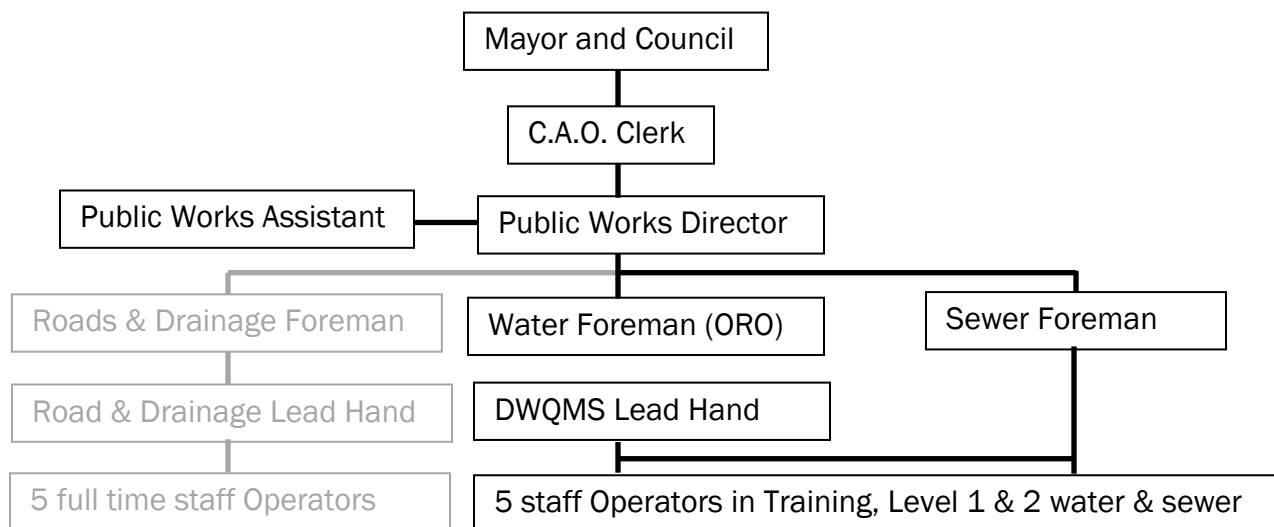 Mayor and Council
C.A.O. Clerk
Public Works Assistant
Public Works Director
Roads & Drainage Foreman
Water Foreman (ORO)
Sewer Foreman
Road & Drainage Lead Hand
DWQMS Lead Hand
5 full time staff Operators
5 staff Operators in Training, Level 1 & 2 water & sewer